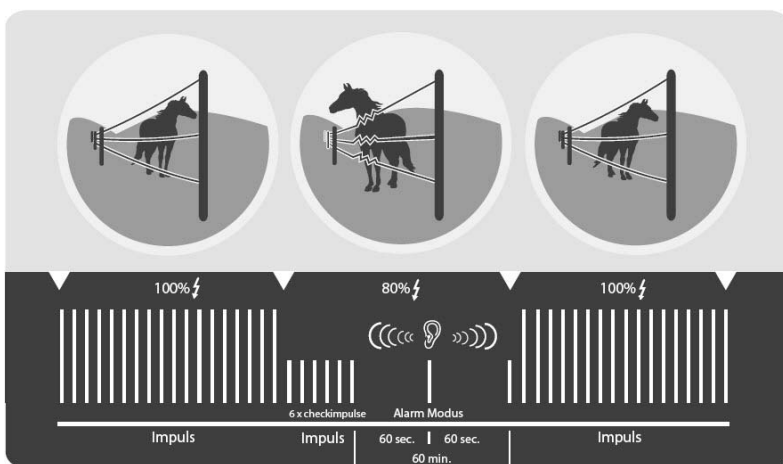 100%
80%
100%
6 x checkimpulse
Alarm Modus
Impuls
Impuls
60 sec.
60 sec.
Impuls
60 min.